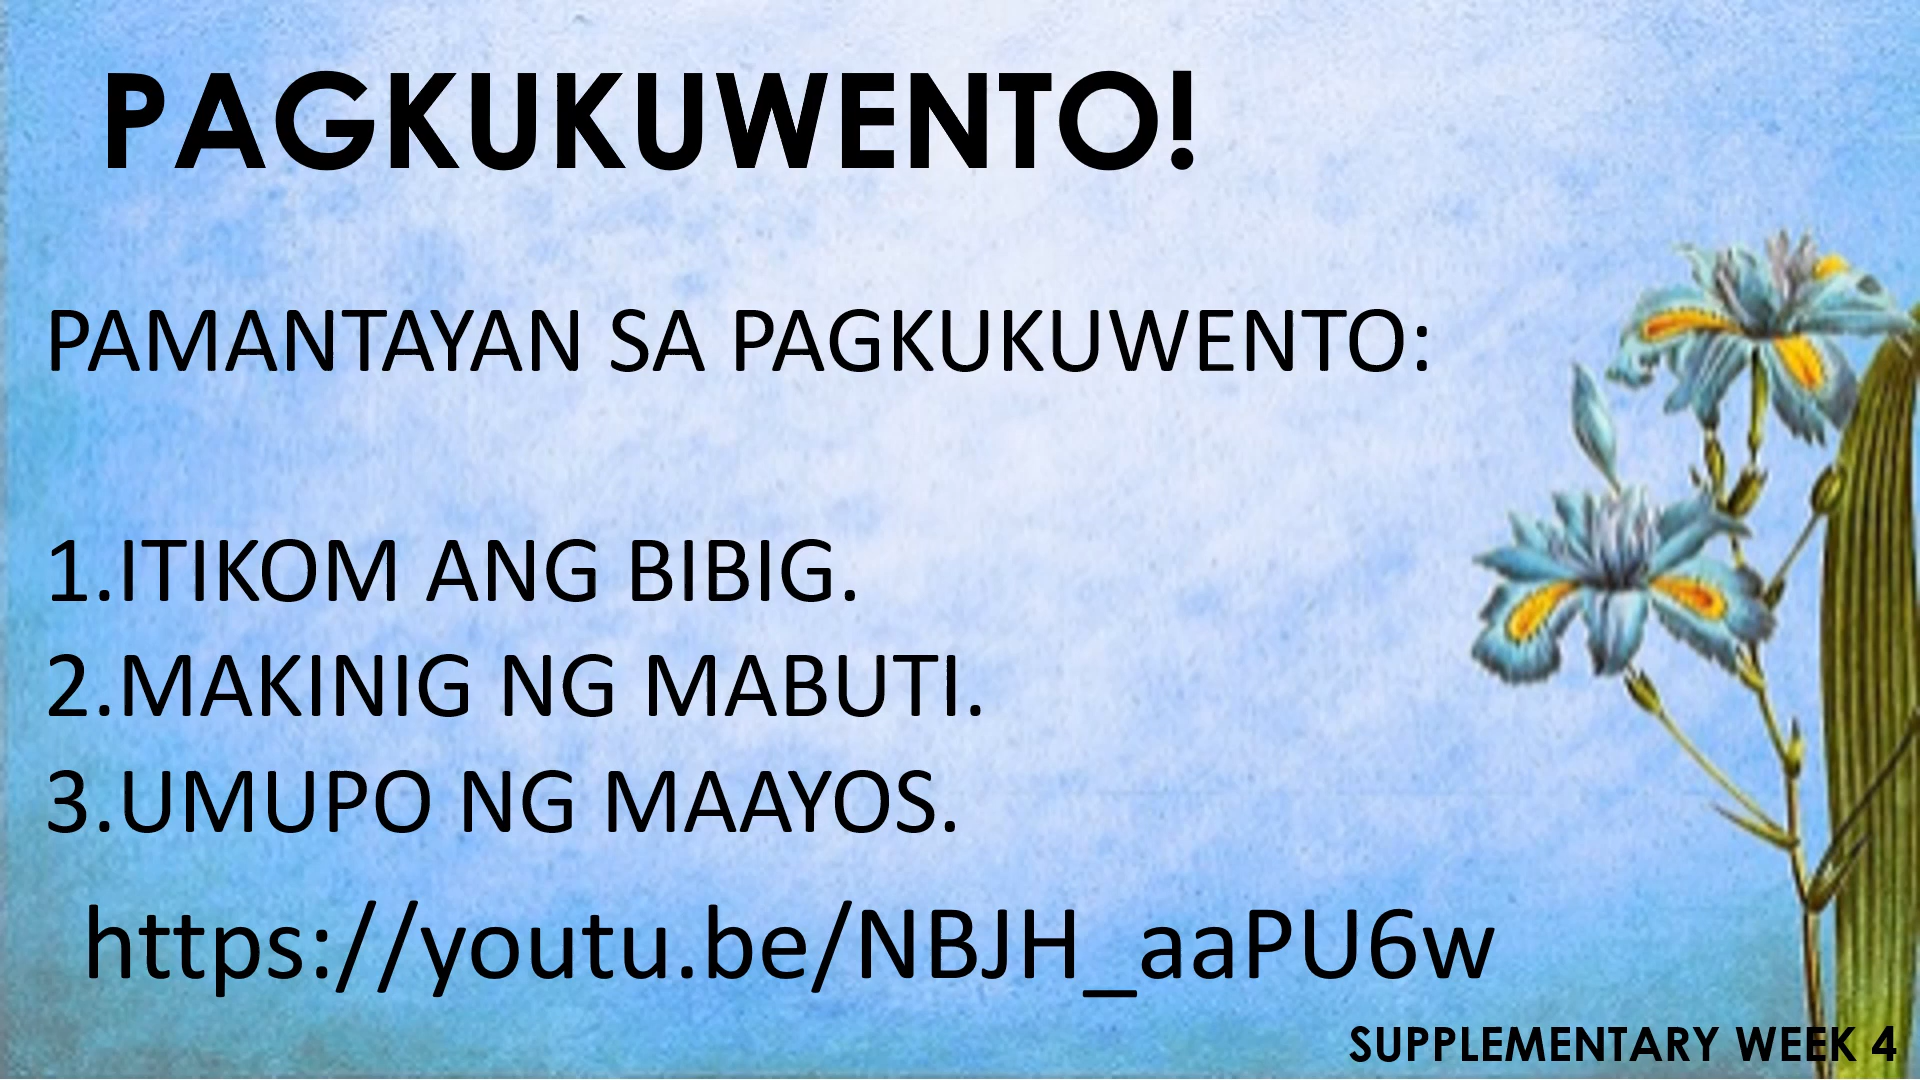 PAGKUKUWENTO!
PAMANTAYAN SA PAGKUKUWENTO:
1.ITIKOM ANG BIBIG.
2.MAKINIG NG MABUTI.
3.UMUPO NG MAAYOS.
https://youtu.be/NBJH_aaPU6w
SUPPLEMENTARY WEEK 4